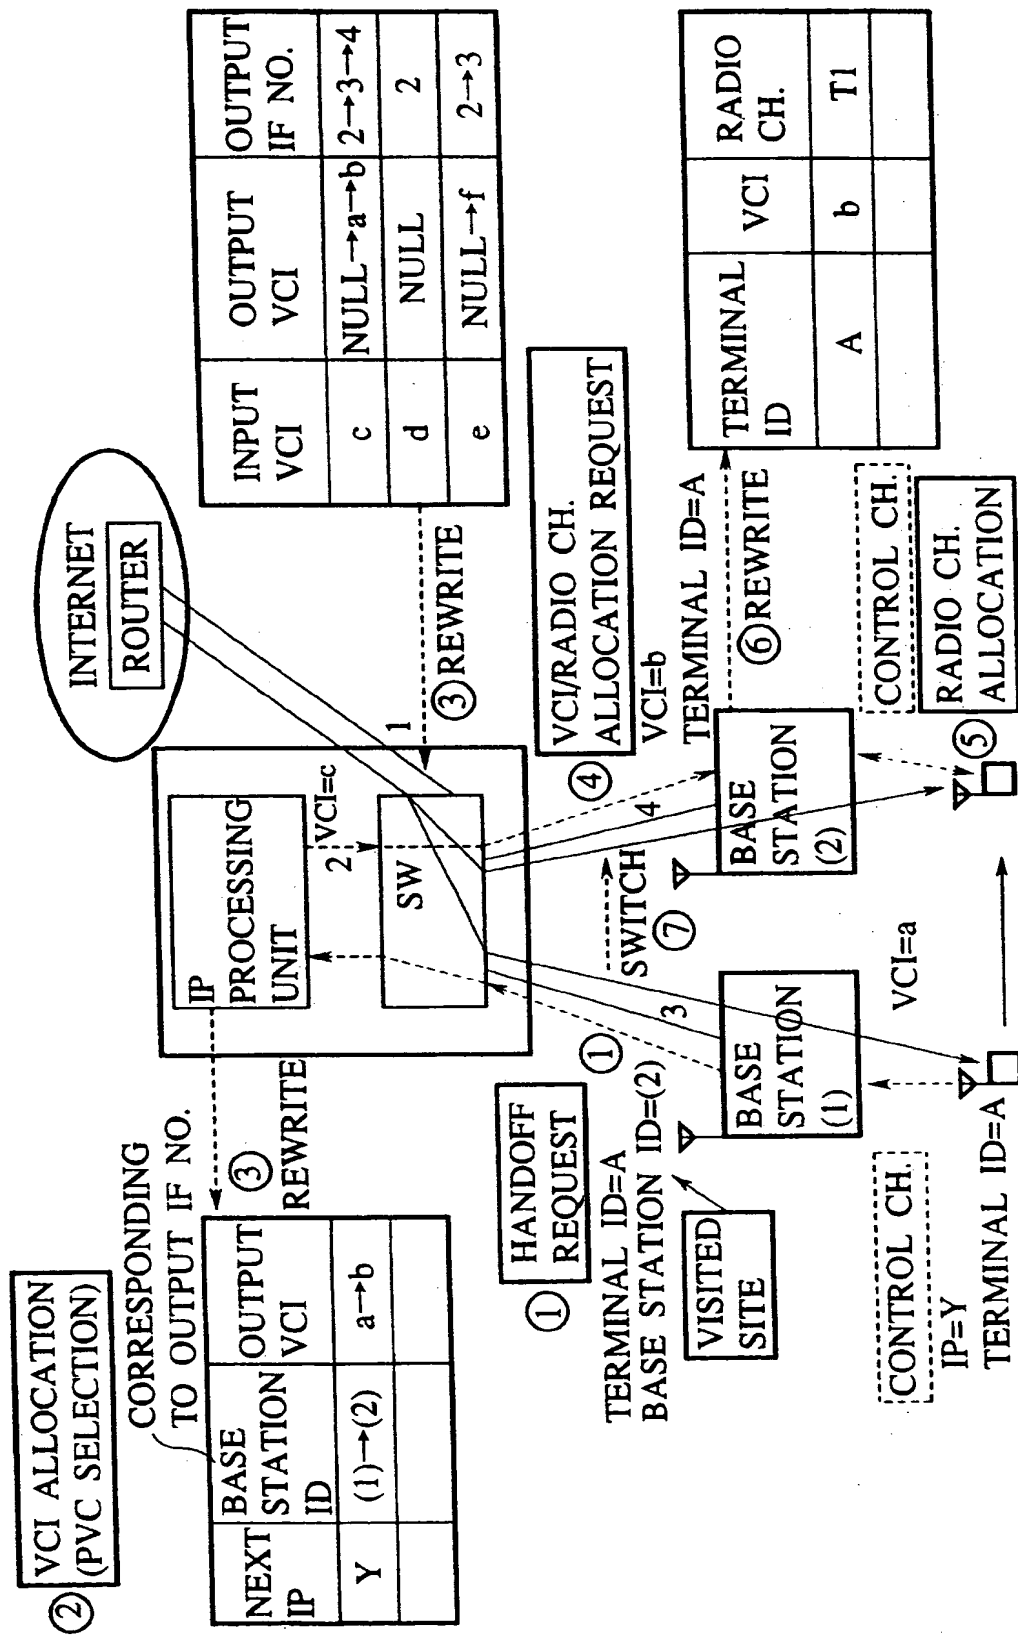 ② VCI ALLOCATION
(PVC SELECTION)
CORRESPONDING
TO OUTPUT IF NO.
NEXT
IP
BASE
STATION
ID
OUTPUT
VCI
Y
(1)→(2)
a→b
③
REWRITE
INTERNET
ROUTER
IP
PROCESSING
UNIT
2
VCI=c
SW
1
③ REWRITE
INPUT
VCI
OUTPUT
VCI
OUTPUT
IF NO.
c
NULL→a→b
2→3→4
d
NULL
2
e
NULL→f
2→3
①
HANDOFF
REQUEST
TERMINAL ID=A
BASE STATION ID=(2)
VISITED
SITE
①
3
SWITCH
⑦
4
④
VCI/RADIO CH.
ALLOCATION REQUEST
VCI=b
TERMINAL ID=A
⑥ REWRITE
TERMINAL
ID
VCI
RADIO
CH.
A
b
T1
BASE
STATION
(1)
BASE
STATION
(2)
CONTROL CH.
IP=Y
TERMINAL ID=A
VCI=a
CONTROL CH.
⑤
RADIO CH.
ALLOCATION